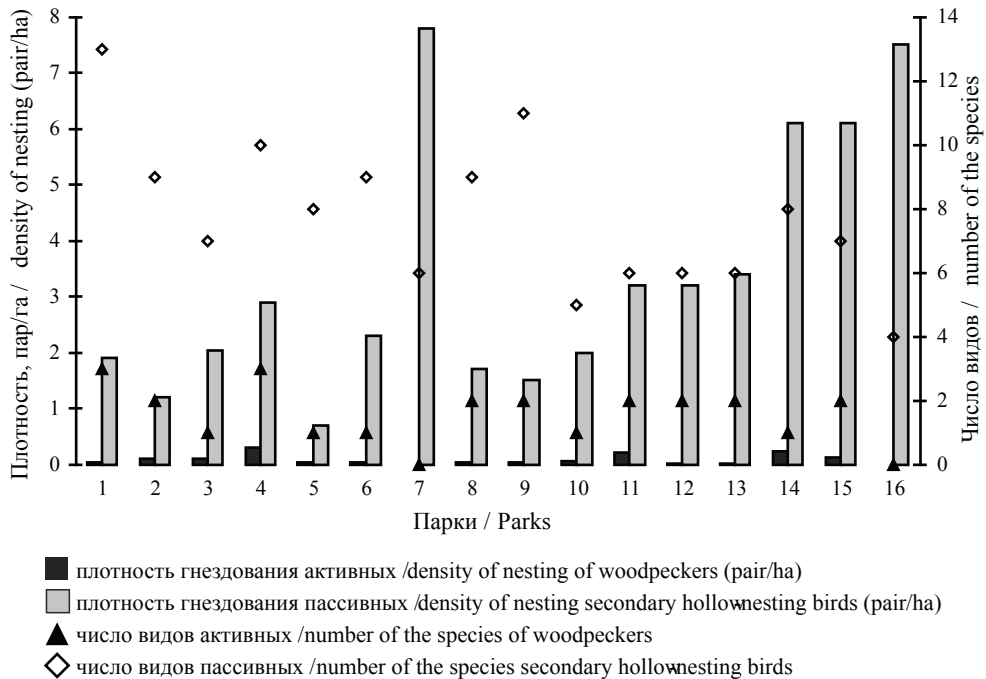 Плотность, пар/га / density of nesting (pair/ha)
8
7
6
5
4
3
2
1
0
14
12
10
8
6
4
2
0
Число видов / number of the species
1 2 3 4 5 6 7 8 9 10 11 12 13 14 15 16
Парки / Parks
плотность гнездования активных /density of nesting of woodpeckers (pair/ha)
плотность гнездования пассивных /density of nesting secondary hollow-nesting birds (pair/ha)
число видов активных /number of the species of woodpeckers
число видов пассивных /number of the species secondary hollow-nesting birds